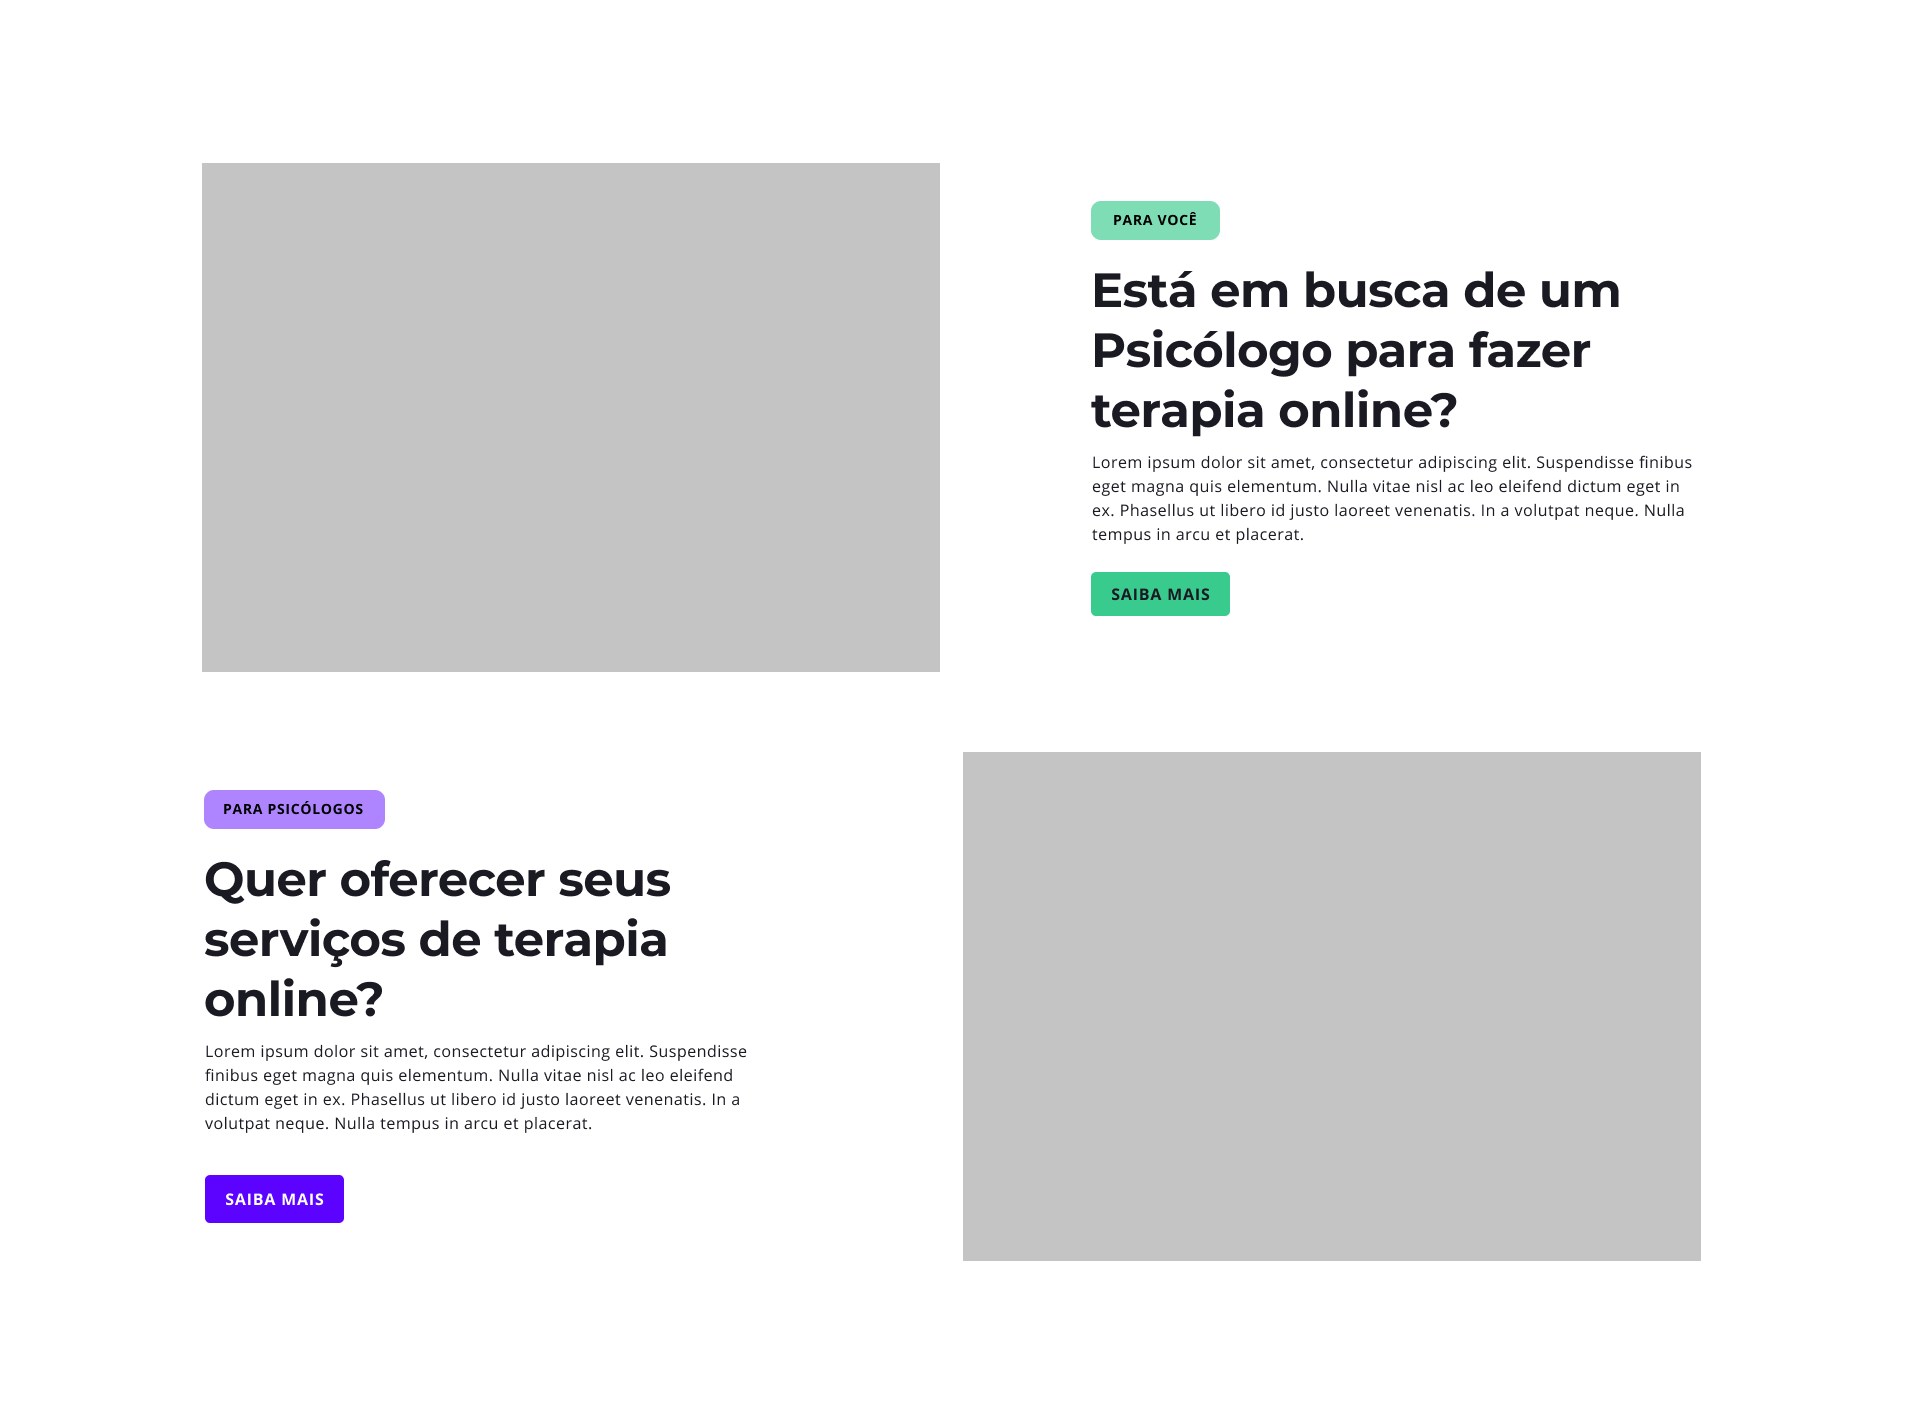 PARA VOCÊ
Está em busca de um
Psicólogo para fazer
terapia online?
Lorem ipsum dolor sit amet, consectetur adipiscing elit. Suspendisse finibus
eget magna quis elementum. Nulla vitae nisl ac leo eleifend dictum eget in
ex. Phasellus ut libero id justo laoreet venenatis. In a volutpat neque. Nulla
tempus in arcu et placerat.
SAIBA MAIS
PARA PSICÓLOGOS
Quer oferecer seus
serviços de terapia
online?
Lorem ipsum dolor sit amet, consectetur adipiscing elit. Suspendisse
finibus eget magna quis elementum. Nulla vitae nisl ac leo eleifend
dictum eget in ex. Phasellus ut libero id justo laoreet venenatis. In a
volutpat neque. Nulla tempus in arcu et placerat.
SAIBA MAIS